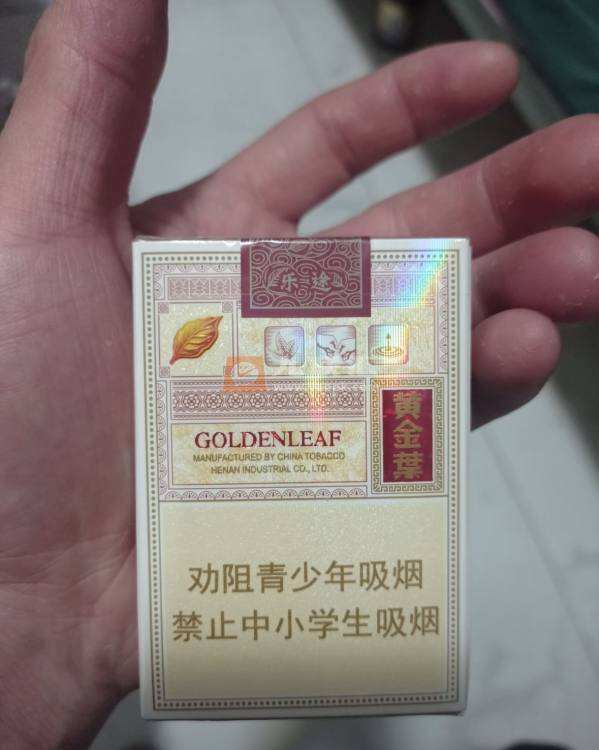 乐途
GOLDENLEAF
MANUFACTURED BY CHINA TOBACCO
HENAN INDUSTRIAL CO., LTD.
黄金葉
劝阻青少年吸烟
禁止中小学生吸烟